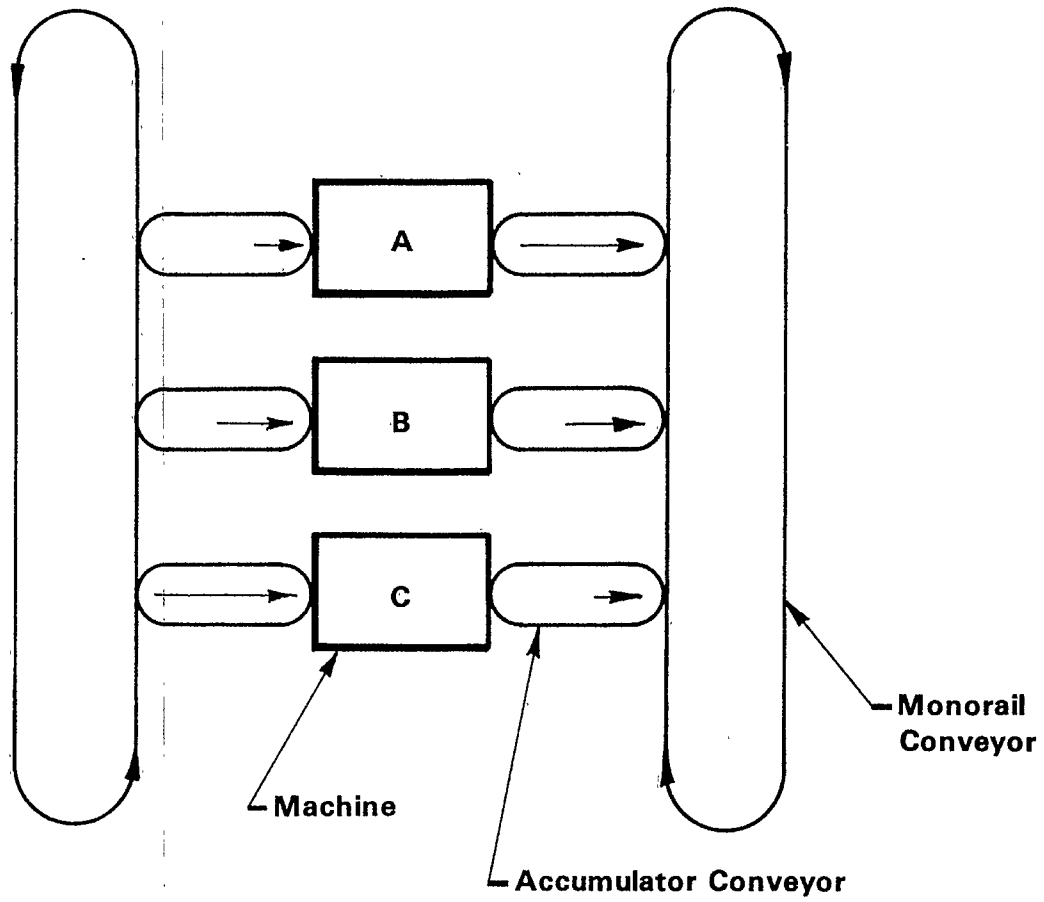 A
B
C
Monorail
Conveyor
Machine
Accumulator Conveyor